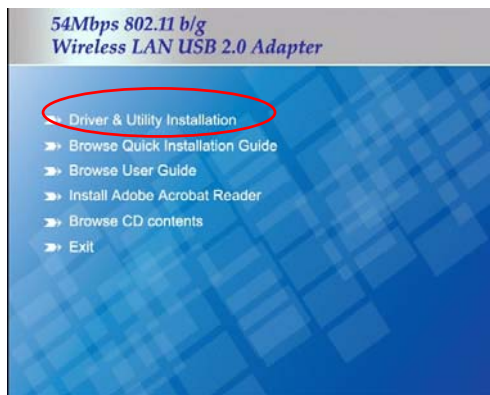 54Mbps 802.11 b/g
Wireless LAN USB 2.0 Adapter
Driver & Utility Installation
Browse Quick Installation Guide
Browse User Guide
Install Adobe Acrobat Reader
Browse CD contents
Exit